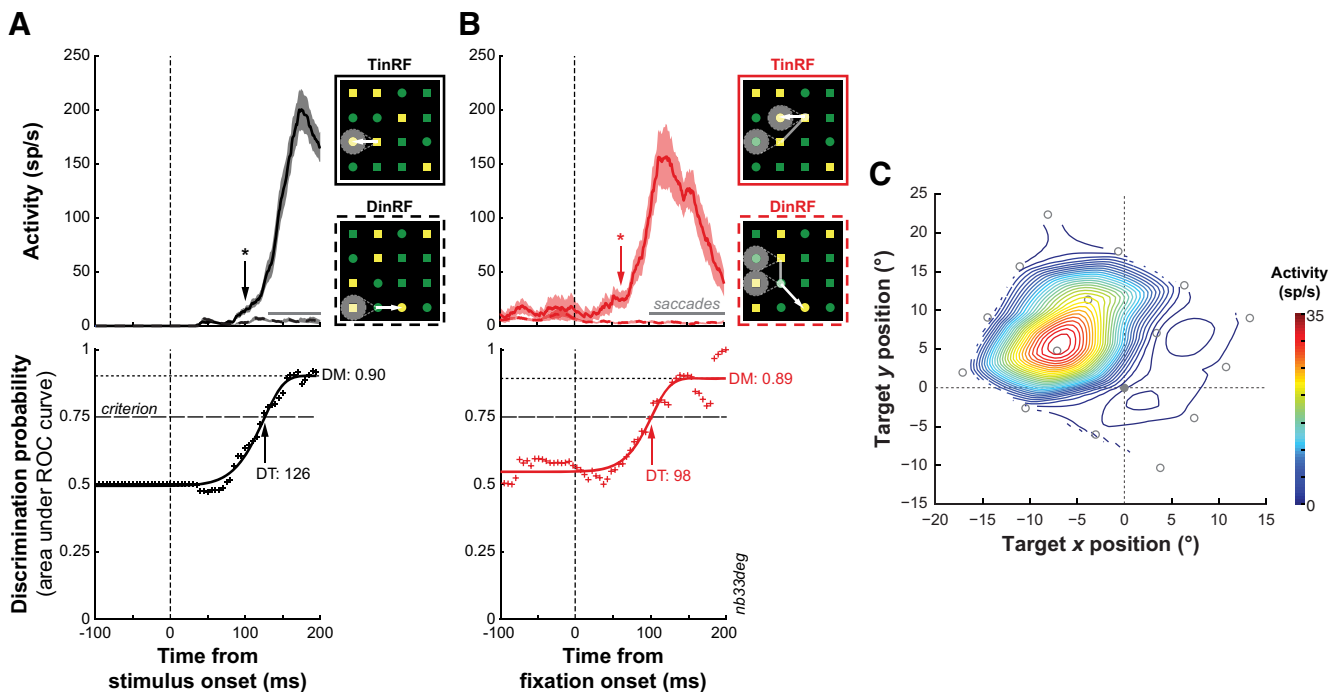 A
Activity (sp/s)
250
200
150
100
50
0
*
TinRF
DinRF
Discrimination probability
(area under ROC curve)
1
0.75
0.5
0.25
0
criterion
DM: 0.90
DT: 126
-100
0
100
200
Time from
stimulus onset (ms)
B
250
200
150
100
50
0
*
saccades
TinRF
DinRF
1
0.75
0.5
0.25
0
DM: 0.89
DT: 98
nb33deg
-100
0
100
200
Time from
fixation onset (ms)
C
Target y position (°)
25
20
15
10
5
0
−5
−10
−15
−20
−15
−10
−5
0
5
10
15
Target x position (°)
Activity
(sp/s)
35
0